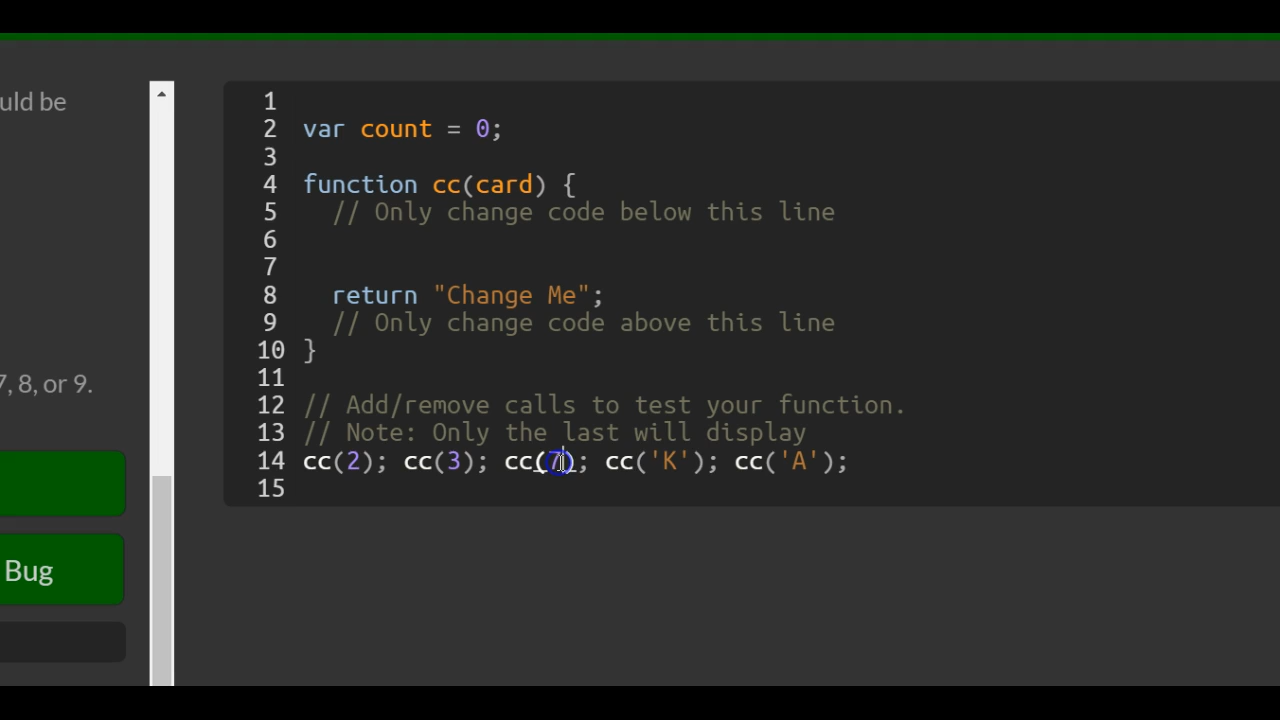 uld be
7, 8, or 9.
Bug
1
2 var count = 0;
3
4 function cc(card) {
5 // Only change code below this line
6
7
8 return "Change Me";
9 // Only change code above this line
10 }
11
12 // Add/remove calls to test your function.
13 // Note: Only the last will display
14 cc(2); cc(3); cc(7); cc('K'); cc('A');
15